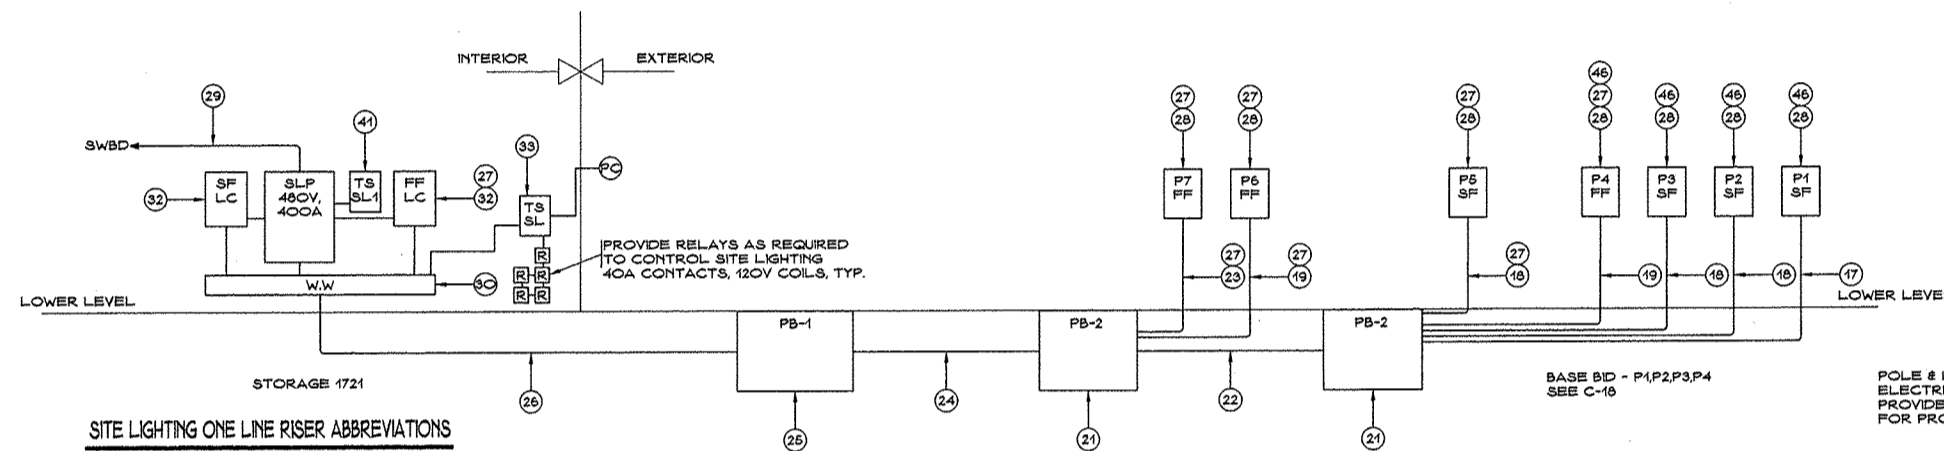 INTERIOR
EXTERIOR
29
41
33
27
28
27
28
27
28
46
27
28
46
28
46
28
46
28
SWBD
PC
32
SF
LC
SLP
480V,
400A
TS
SL1
FF
LC
27
32
TS
SL
P7
FF
P6
FF
P5
SF
P4
FF
P3
SF
P2
SF
P1
SF
R
R R
R R
PROVIDE RELAYS AS REQUIRED
TO CONTROL SITE LIGHTING
40A CONTACTS, 120V COILS, TYP.
27
23
27
19
27
18
19
18
18
17
W.W
30
LOWER LEVEL
LOWER LEVE
PB-1
PB-2
PB-2
STORAGE 1721
26
24
22
BASE BID - P1,P2,P3,P4
SEE C-18
25
21
21
POLE &
ELECTR
PROVIDE
FOR PRO
SITE LIGHTING ONE LINE RISER ABBREVIATIONS